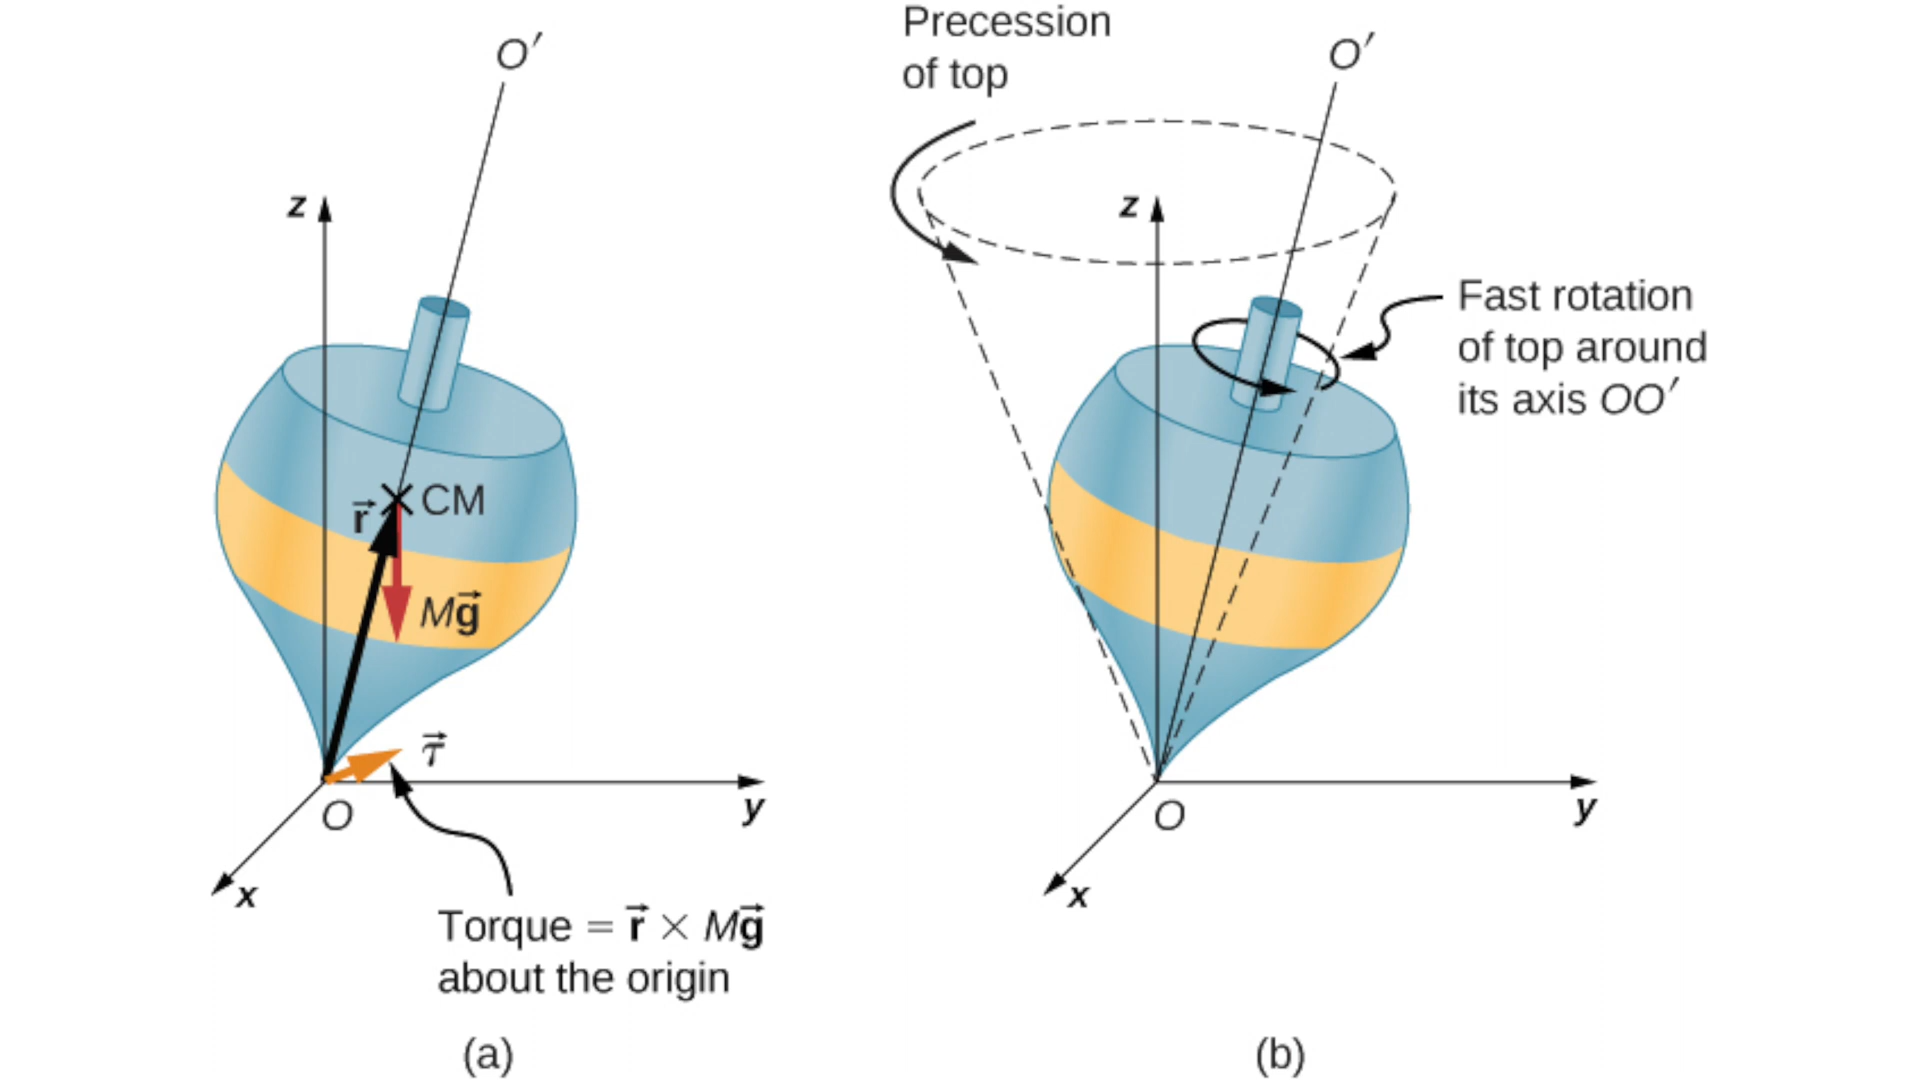 O′
z
r⃗
CM
Mg⃗
τ⃗
O
y
x
Torque = r⃗ × Mg⃗
about the origin
(a)
Precession
of top
O′
z
Fast rotation
of top around
its axis OO′
O
y
x
(b)